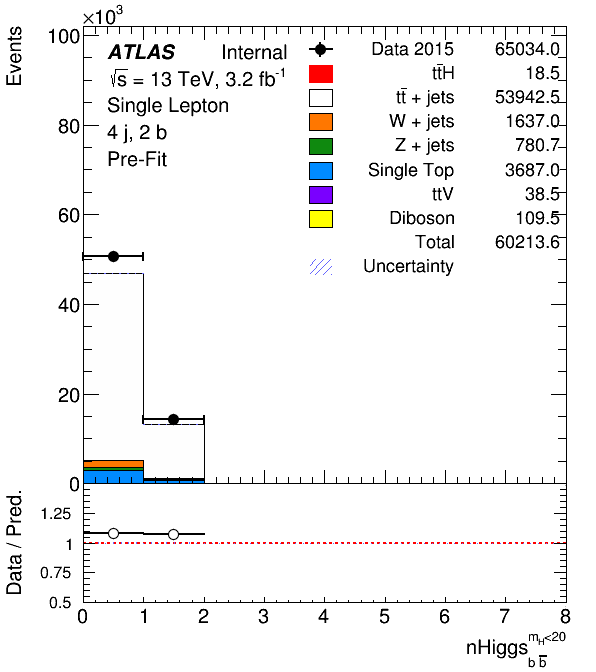 ×10³
Events
100
80
60
40
20
0
ATLAS Internal
√s = 13 TeV, 3.2 fb⁻¹
Single Lepton
4 j, 2 b
Pre-Fit
Data 2015 65034.0
tt̄H 18.5
tt̄ + jets 53942.5
W + jets 1637.0
Z + jets 780.7
Single Top 3687.0
ttV 38.5
Diboson 109.5
Total 60213.6
Uncertainty
Data / Pred.
1.25
1
0.75
0.5
0 1 2 3 4 5 6 7 8
nHiggs m_H<20 b b̄